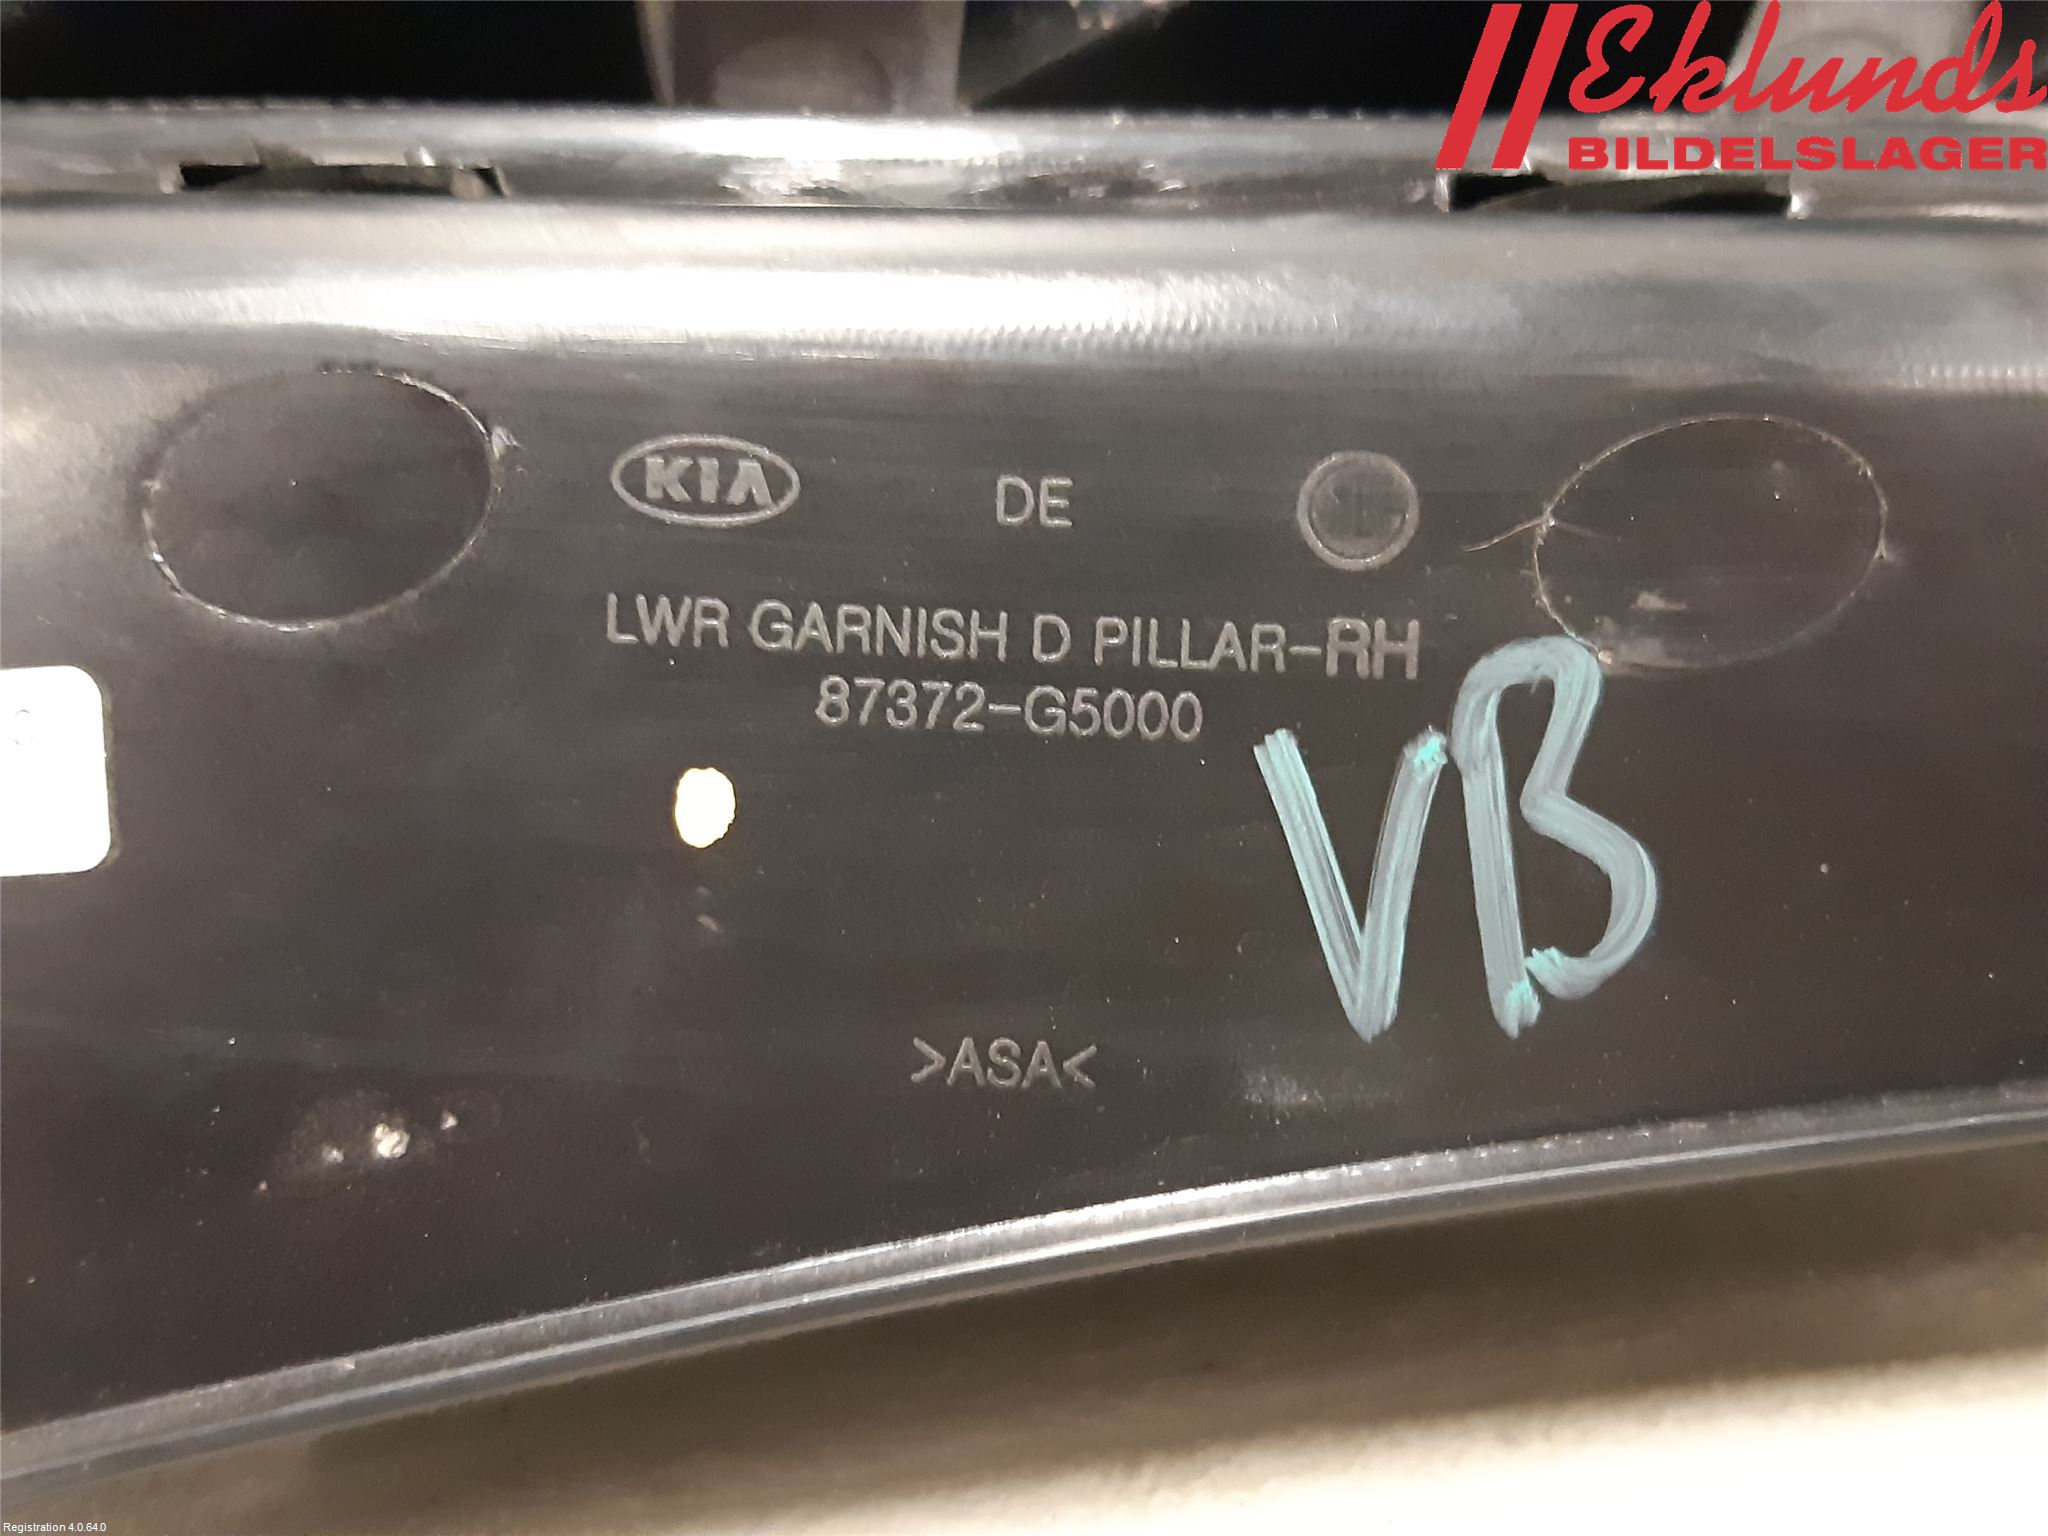 Eklunds
BILDELSLAGER
KIA
DE
LWR GARNISH D PILLAR-RH
87372-G5000
VB
>ASA<
Registration 4.0.64.0